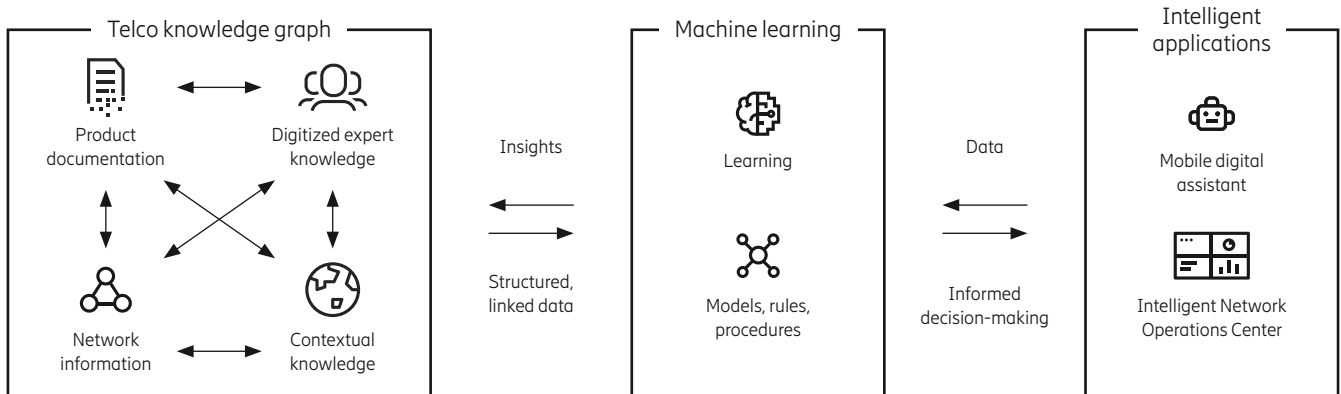 Telco knowledge graph
Product
documentation
Digitized expert
knowledge
Network
information
Contextual
knowledge
Insights
Structured,
linked data
Machine learning
Learning
Models, rules,
procedures
Data
Informed
decision-making
Intelligent
applications
Mobile digital
assistant
Intelligent Network
Operations Center